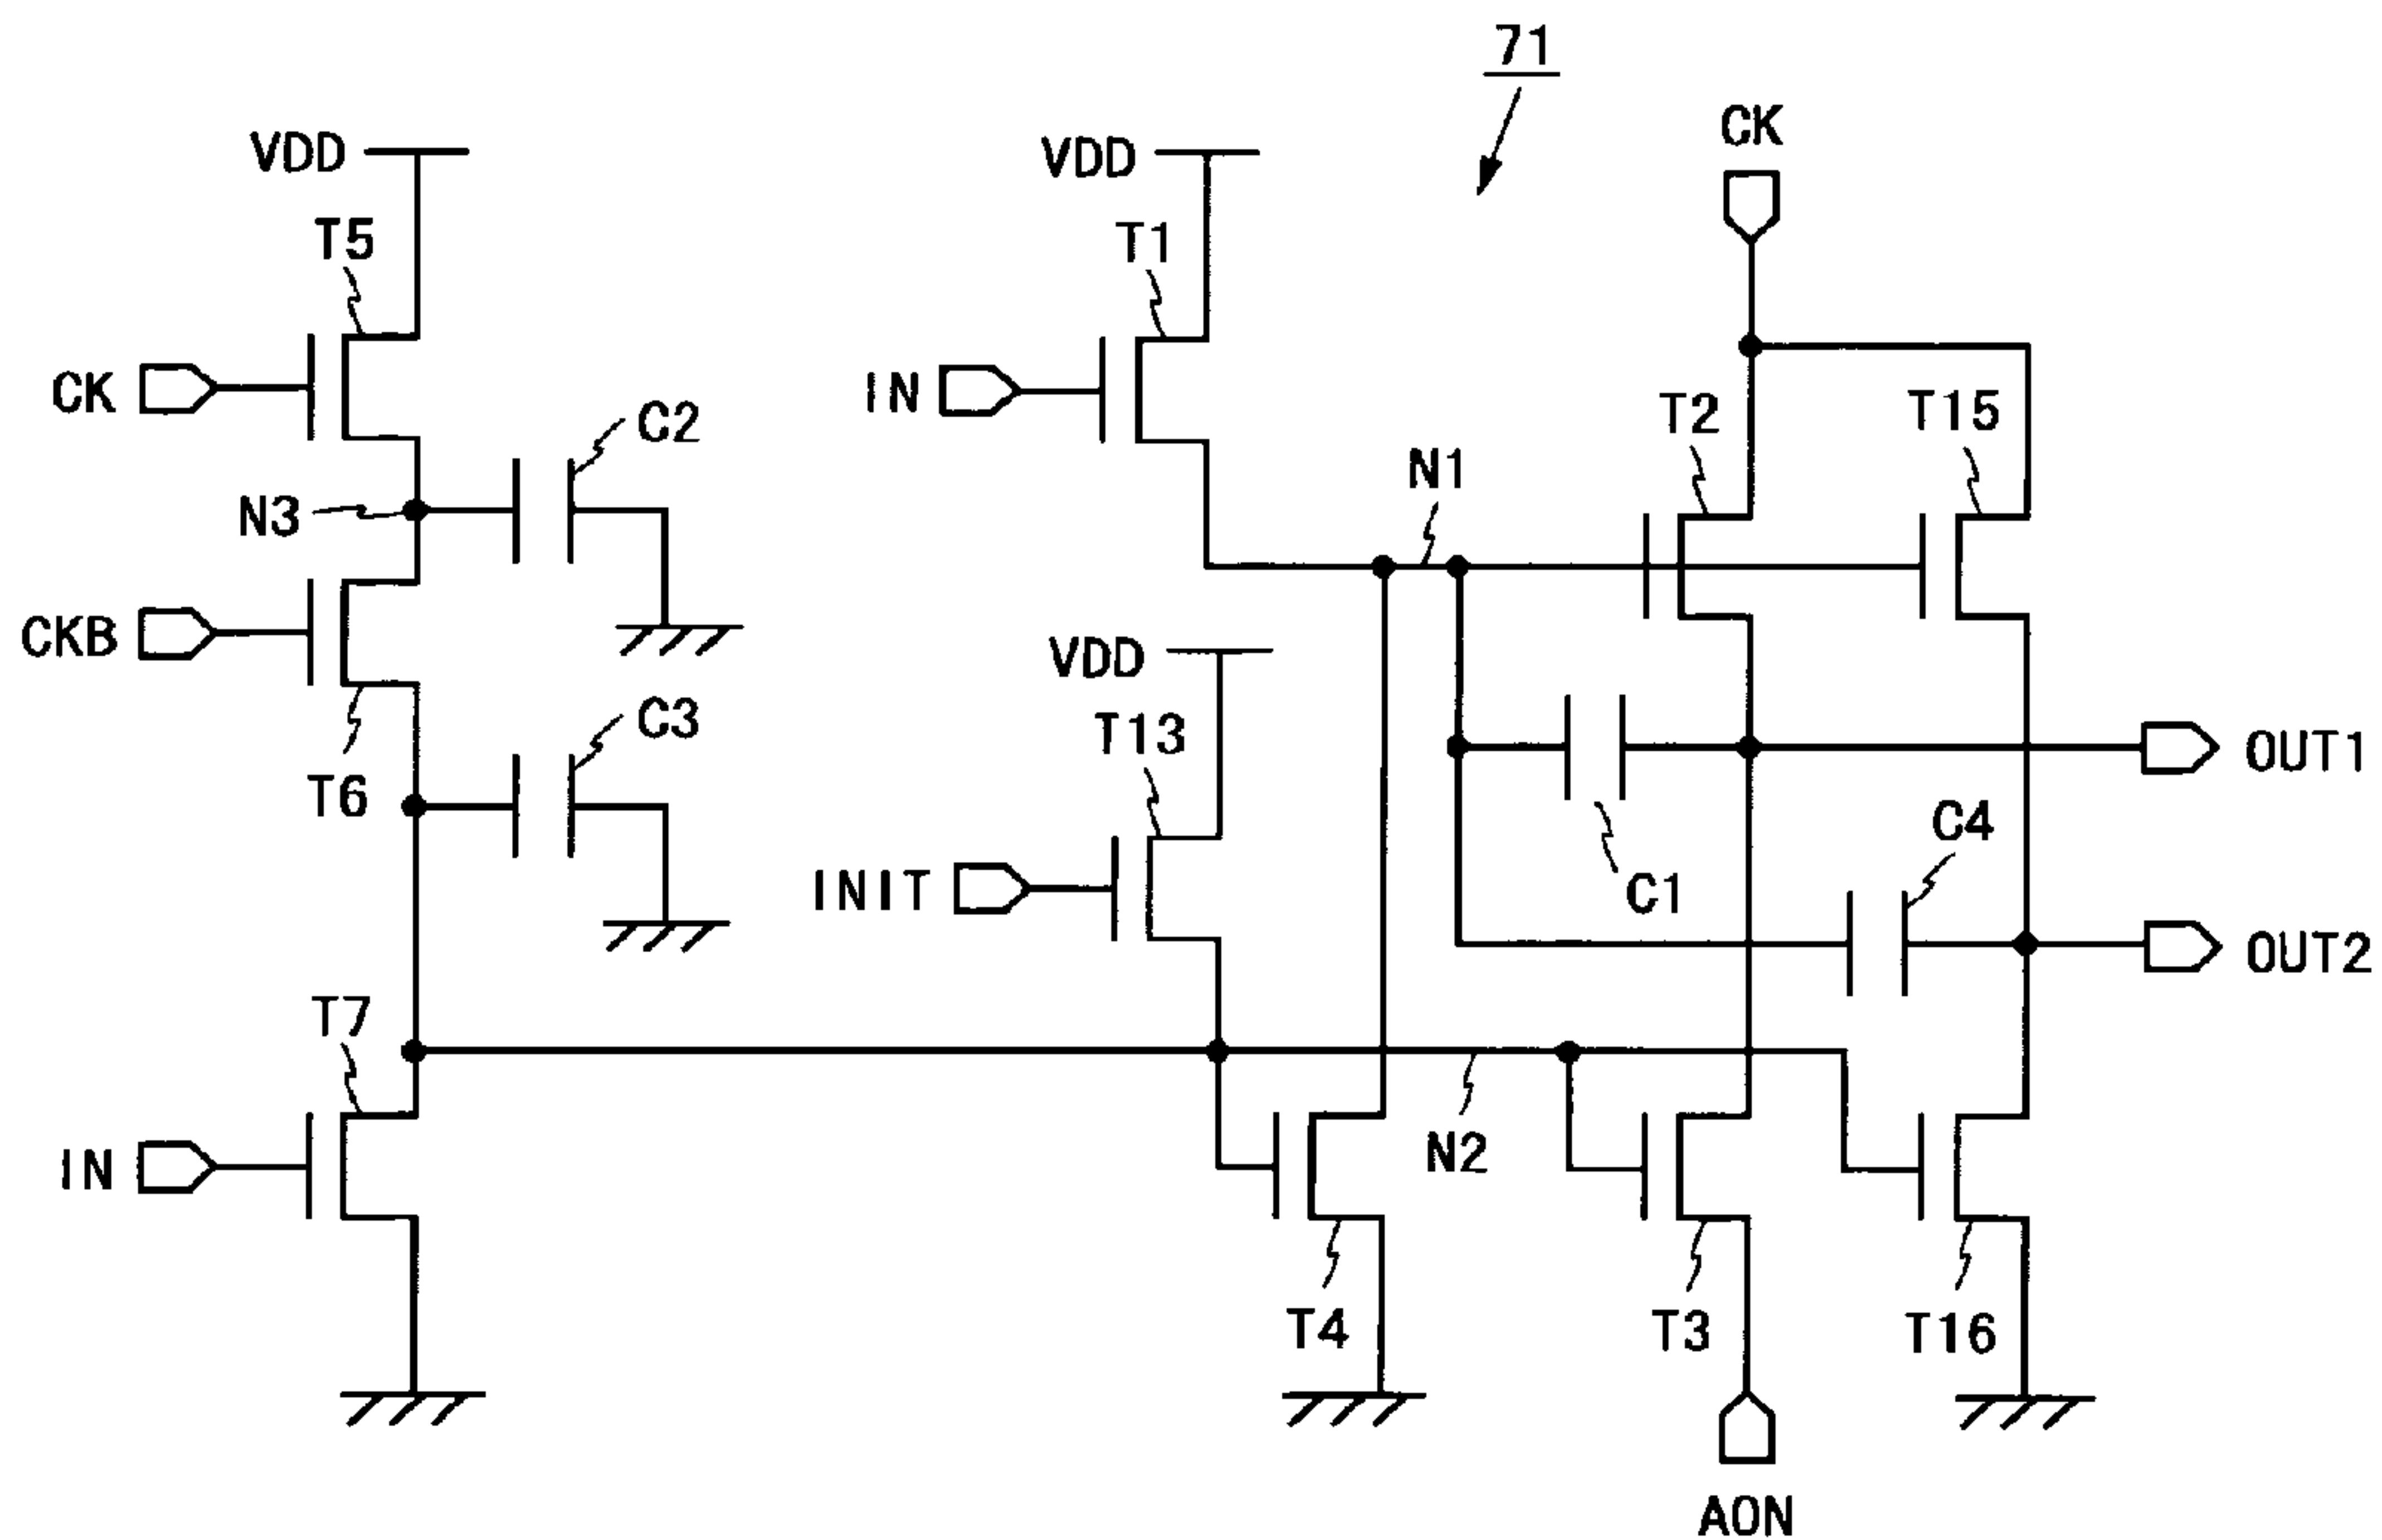 71
CK
VDD
VDD
T5
T1
CK
IN
C2
T2
T15
N3
N1
CKB
VDD
C3
T13
T6
OUT1
C4
INIT
C1
OUT2
T7
IN
N2
T4
T3
T16
AON